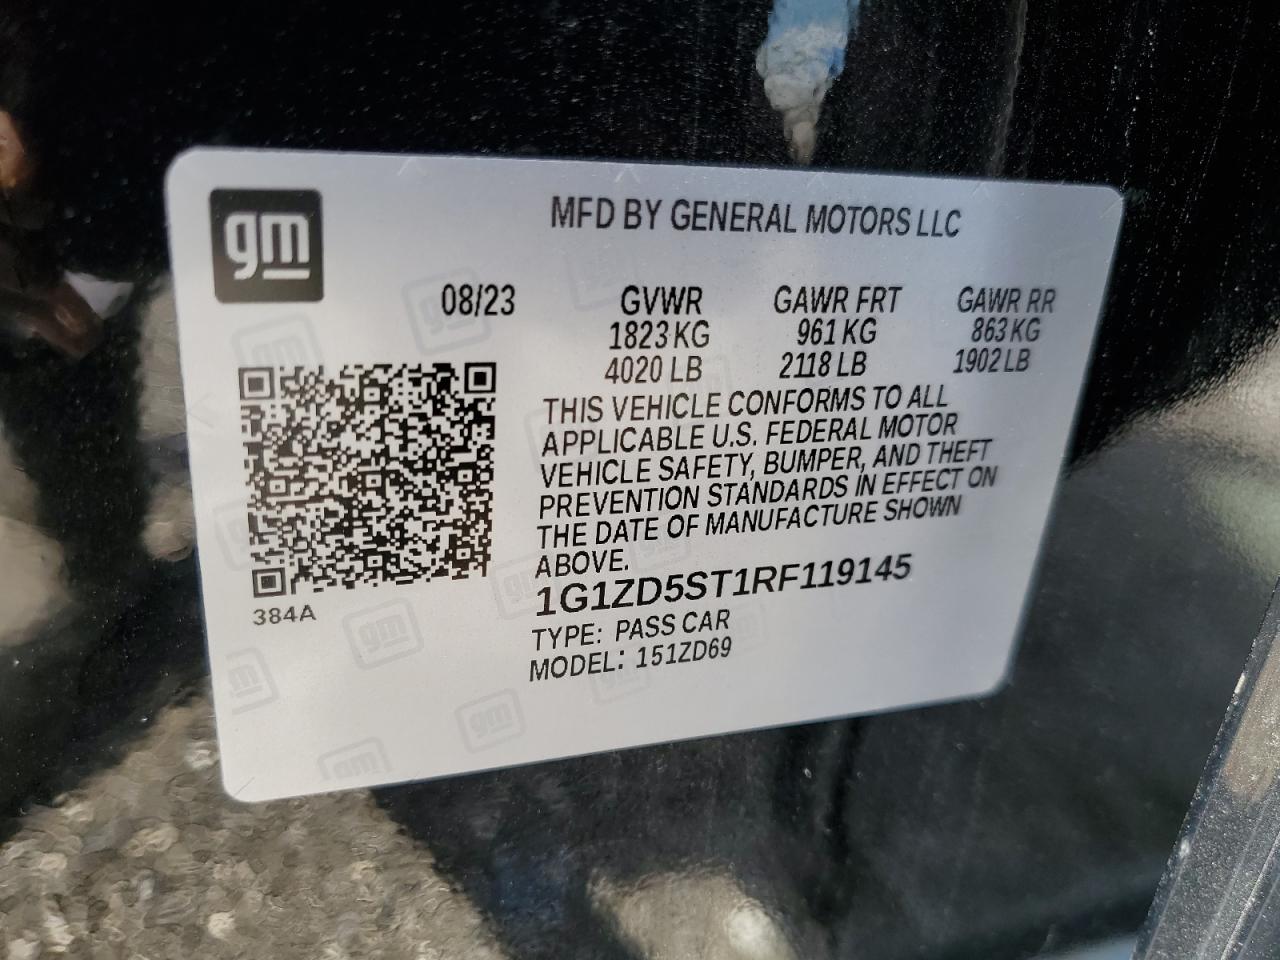 gm
MFD BY GENERAL MOTORS LLC
08/23 GVWR GAWR FRT GAWR RR
1823 KG 961 KG 863 KG
4020 LB 2118 LB 1902 LB
THIS VEHICLE CONFORMS TO ALL
APPLICABLE U.S. FEDERAL MOTOR
VEHICLE SAFETY, BUMPER, AND THEFT
PREVENTION STANDARDS IN EFFECT ON
THE DATE OF MANUFACTURE SHOWN
ABOVE.
1G1ZD5ST1RF119145
384A
TYPE: PASS CAR
MODEL: 151ZD69